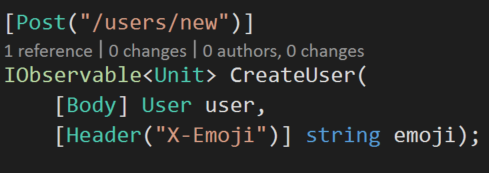 [Post("/users/new")]
1 reference | 0 changes | 0 authors, 0 changes
IObservable<Unit> CreateUser(
[Body] User user,
[Header("X-Emoji")] string emoji);